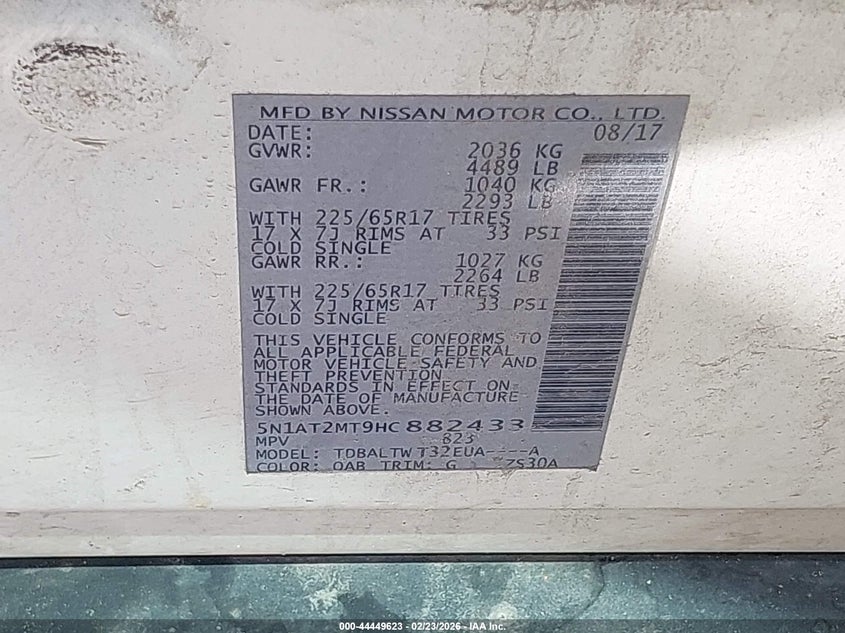 MFD BY NISSAN MOTOR CO., LTD.
DATE: 08/17
GVWR: 2036 KG
4489 LB
GAWR FR.: 1040 KG
2293 LB
WITH 225/65R17 TIRES
17 X 7J RIMS AT 33 PSI
COLD SINGLE
GAWR RR.: 1027 KG
2264 LB
WITH 225/65R17 TIRES
17 X 7J RIMS AT 33 PSI
COLD SINGLE
THIS VEHICLE CONFORMS TO
ALL APPLICABLE FEDERAL
MOTOR VEHICLE SAFETY AND
THEFT PREVENTION
STANDARDS IN EFFECT ON
THE DATE OF MANUFACTURE
SHOWN ABOVE.
5N1AT2MT9HC882433
MPV 823
MODEL: TDBALTWT32EUA----A
COLOR: QAB TRIM: G
000-44449623 - 02/23/2026 - IAA Inc.